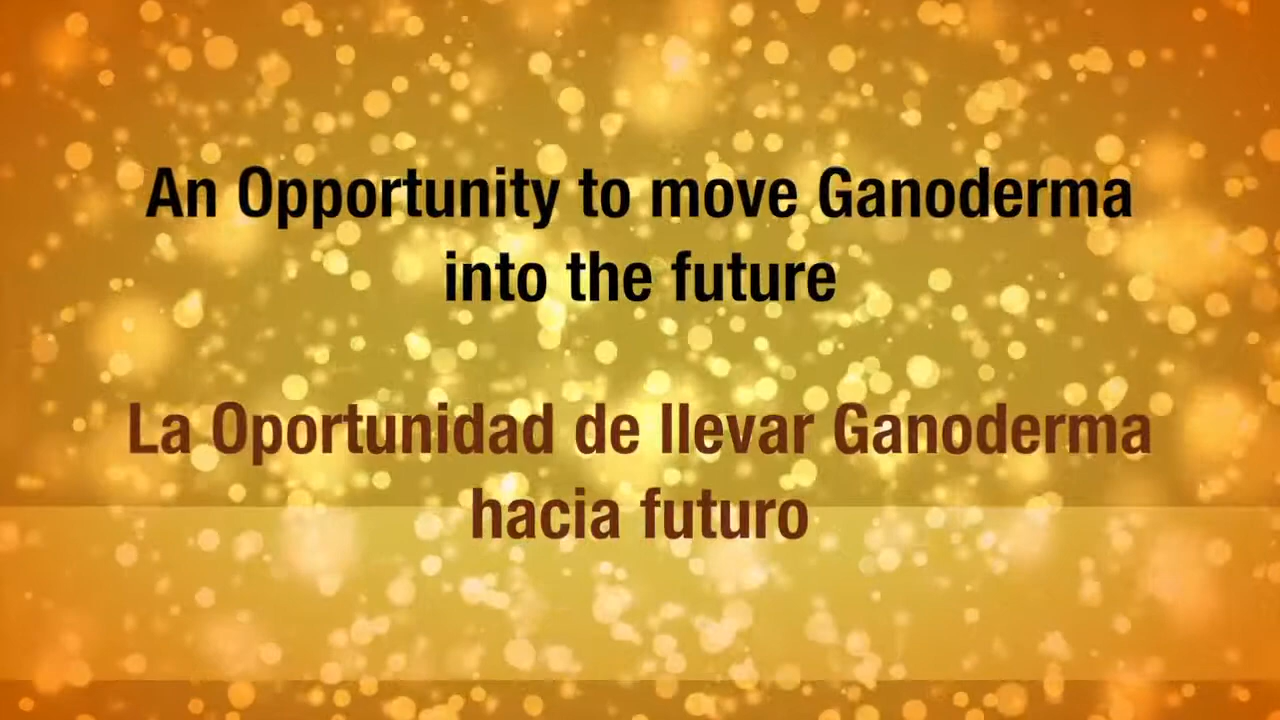 An Opportunity to move Ganoderma
into the future
La Oportunidad de llevar Ganoderma
hacia futuro